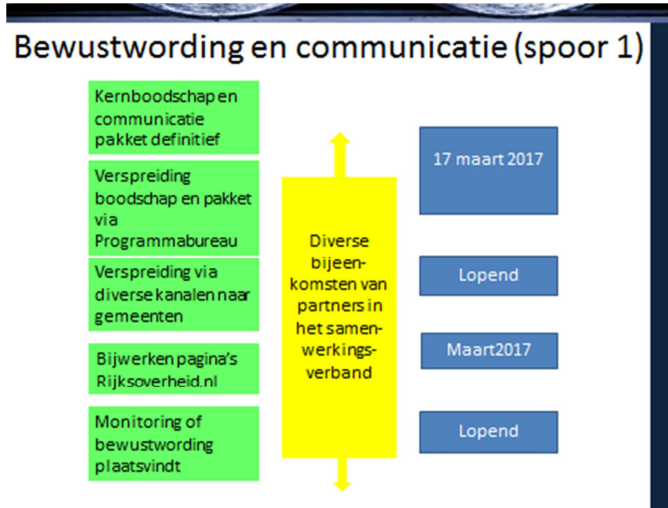 Bewustwording en communicatie (spoor 1)
Kernboodschap en
communicatie
pakket definitief
Verspreiding
boodschap en pakket
via
Programmabureau
Verspreiding via
diverse kanalen naar
gemeenten
Bijwerken pagina's
Rijksoverheid.nl
Monitoring of
bewustwording
plaatsvindt
Diverse
bijeen-
komsten van
partners in
het samen-
werkings-
verband
17 maart 2017
Lopend
Maart2017
Lopend